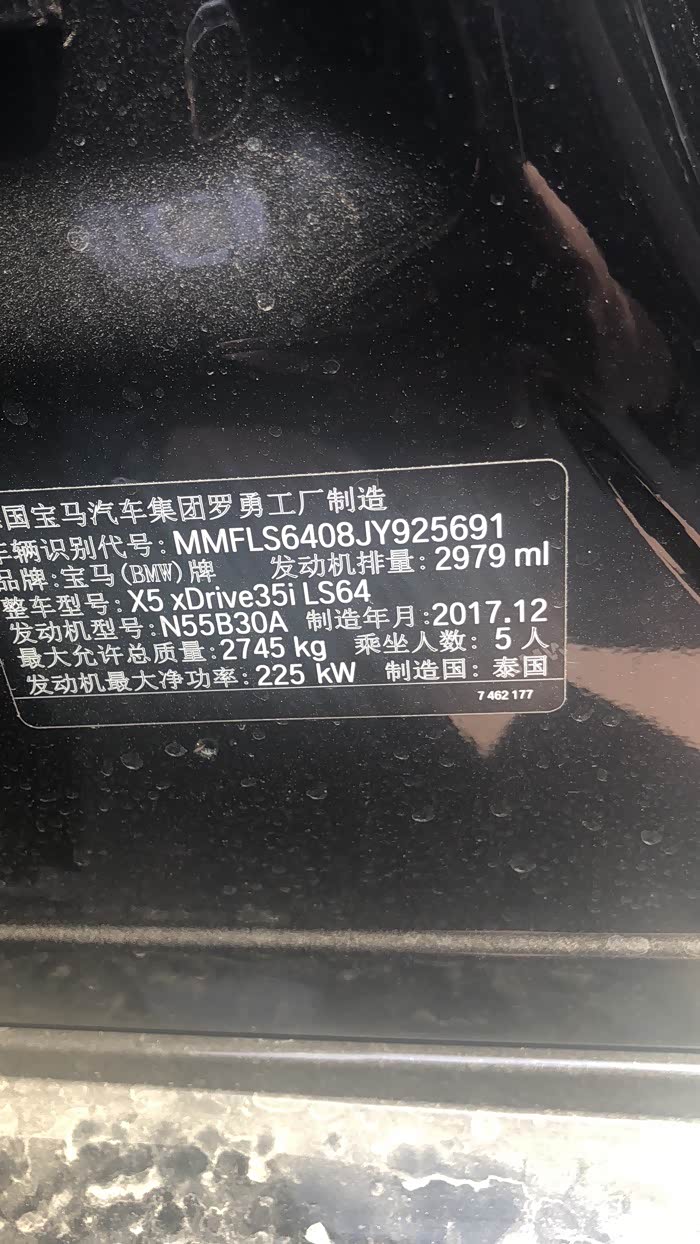 国宝马汽车集团罗勇工厂制造
车辆识别代号:MMFLS6408JY925691
品牌:宝马(BMW)牌 发动机排量:2979 ml
整车型号:X5 xDrive35i LS64
发动机型号:N55B30A 制造年月:2017.12
最大允许总质量:2745 kg 乘坐人数:5 人
发动机最大净功率:225 kW 制造国:泰国
7 462 177